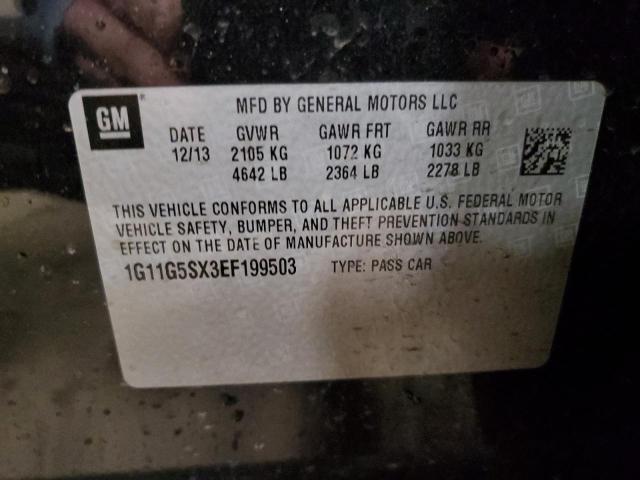 GM
MFD BY GENERAL MOTORS LLC
DATE GVWR GAWR FRT GAWR RR
12/13 2105 KG 1072 KG 1033 KG
4642 LB 2364 LB 2278 LB
THIS VEHICLE CONFORMS TO ALL APPLICABLE U.S. FEDERAL MOTOR
VEHICLE SAFETY, BUMPER, AND THEFT PREVENTION STANDARDS IN
EFFECT ON THE DATE OF MANUFACTURE SHOWN ABOVE.
1G11G5SX3EF199503 TYPE: PASS CAR